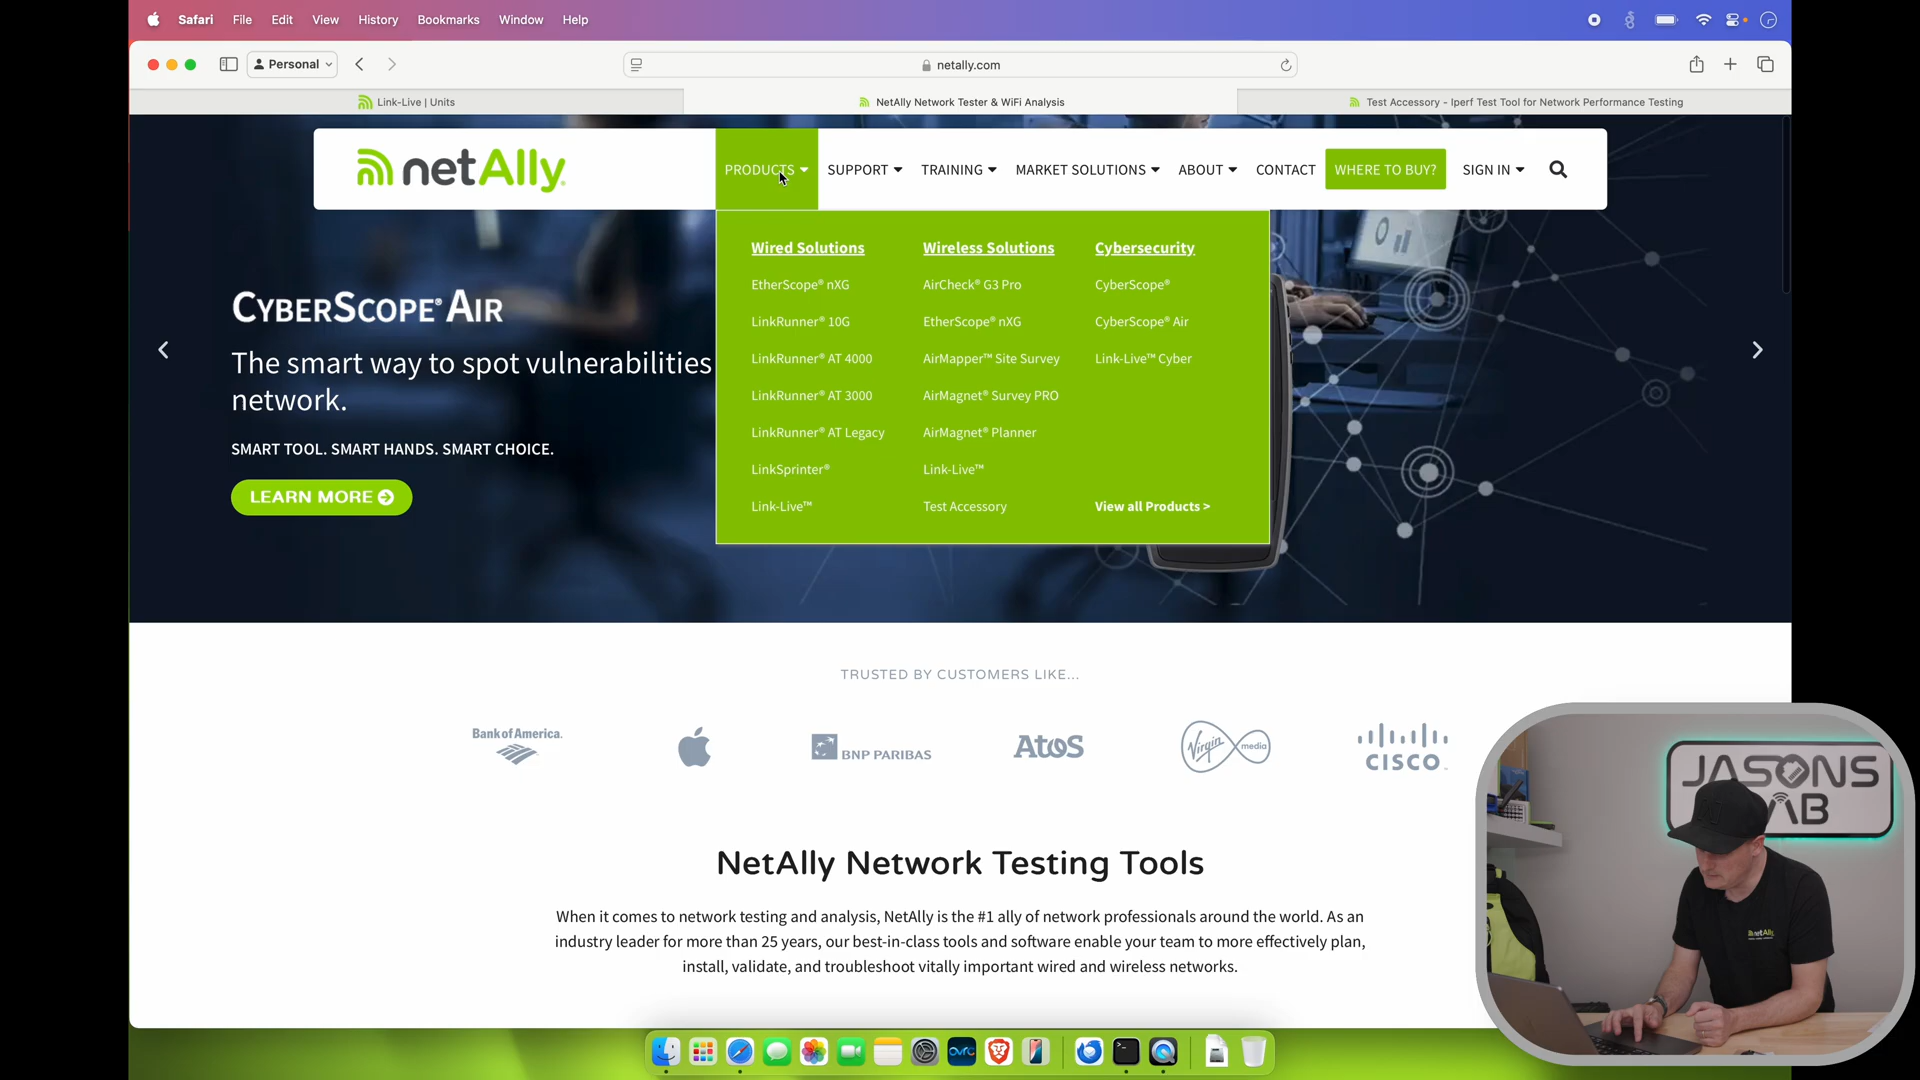 Safari File Edit View History Bookmarks Window Help
Personal
netally.com
Link-Live | Units
NetAlly Network Tester & WiFi Analysis
Test Accessory - Iperf Test Tool for Network Performance Testing
netAlly
PRODUCTS SUPPORT TRAINING MARKET SOLUTIONS ABOUT CONTACT WHERE TO BUY? SIGN IN
Wired Solutions
EtherScope® nXG
LinkRunner® 10G
LinkRunner® AT 4000
LinkRunner® AT 3000
LinkRunner® AT Legacy
LinkSprinter®
Link-Live™
Wireless Solutions
AirCheck® G3 Pro
EtherScope® nXG
AirMapper™ Site Survey
AirMagnet® Survey PRO
AirMagnet® Planner
Link-Live™
Test Accessory
Cybersecurity
CyberScope®
CyberScope® Air
Link-Live™ Cyber
View all Products >
CYBERSCOPE® AIR
The smart way to spot vulnerabilities
network.
SMART TOOL. SMART HANDS. SMART CHOICE.
LEARN MORE
TRUSTED BY CUSTOMERS LIKE...
Bank of America.
BNP PARIBAS
Atos
Virgin media
CISCO
NetAlly Network Testing Tools
When it comes to network testing and analysis, NetAlly is the #1 ally of network professionals around the world. As an
industry leader for more than 25 years, our best-in-class tools and software enable your team to more effectively plan,
install, validate, and troubleshoot vitally important wired and wireless networks.
ovrc
JASONS
LAB
netAlly